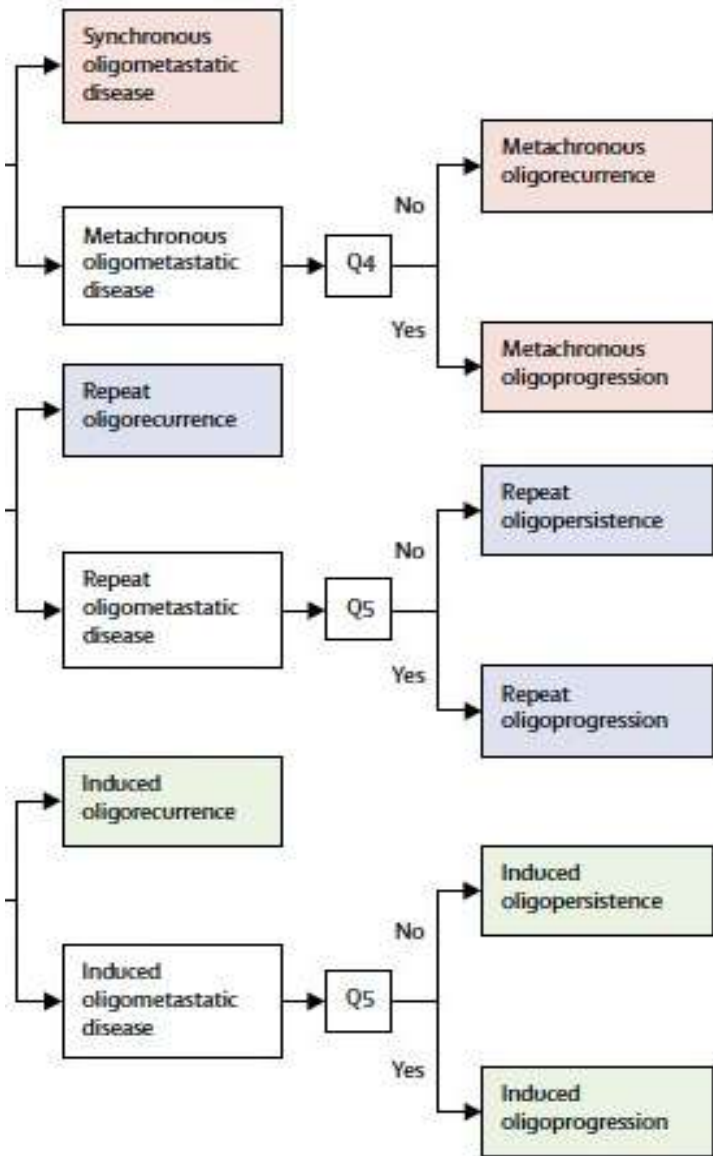 Synchronous
oligometastatic
disease
Metachronous
oligorecurrence
No
Metachronous
oligometastatic
disease
Q4
Yes
Metachronous
oligoprogression
Repeat
oligorecurrence
Repeat
oligopersistence
No
Repeat
oligometastatic
disease
Q5
Yes
Repeat
oligoprogression
Induced
oligorecurrence
Induced
oligopersistence
No
Induced
oligometastatic
disease
Q5
Yes
Induced
oligoprogression